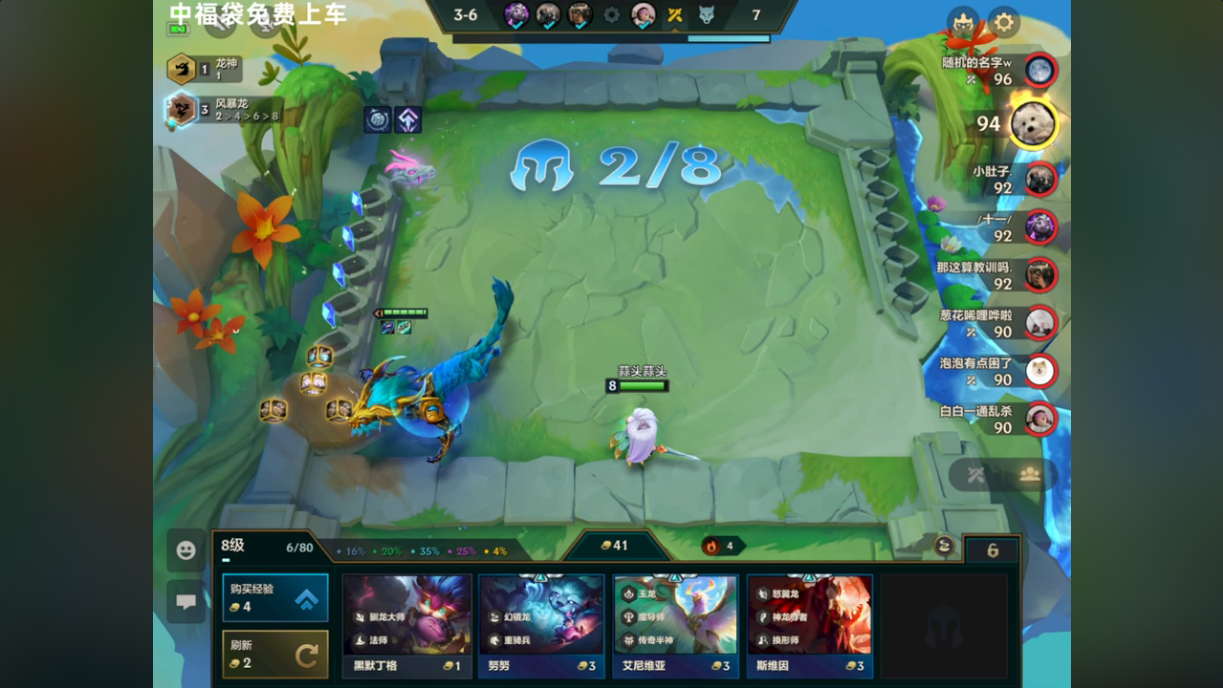 中福袋免费上车
3-6
7
1
龙神
1
3
风暴龙
2 > 4 > 6 > 8
2/8
随机的名字w
96
94
小肚子.
92
/十一/
92
那这算教训吗.
92
葱花唏哩哗啦
90
泡泡有点困了
90
白白一通乱杀
90
蒜头蒜头
8
8级
6/80
16%
20%
35%
25%
4%
41
4
6
购买经验
4
刷新
2
驯龙大师
法师
黑默丁格
1
幻镜龙
重骑兵
努努
3
玉龙
魔导师
传奇半神
艾尼维亚
3
怒翼龙
神龙尊者
换形师
斯维因
3